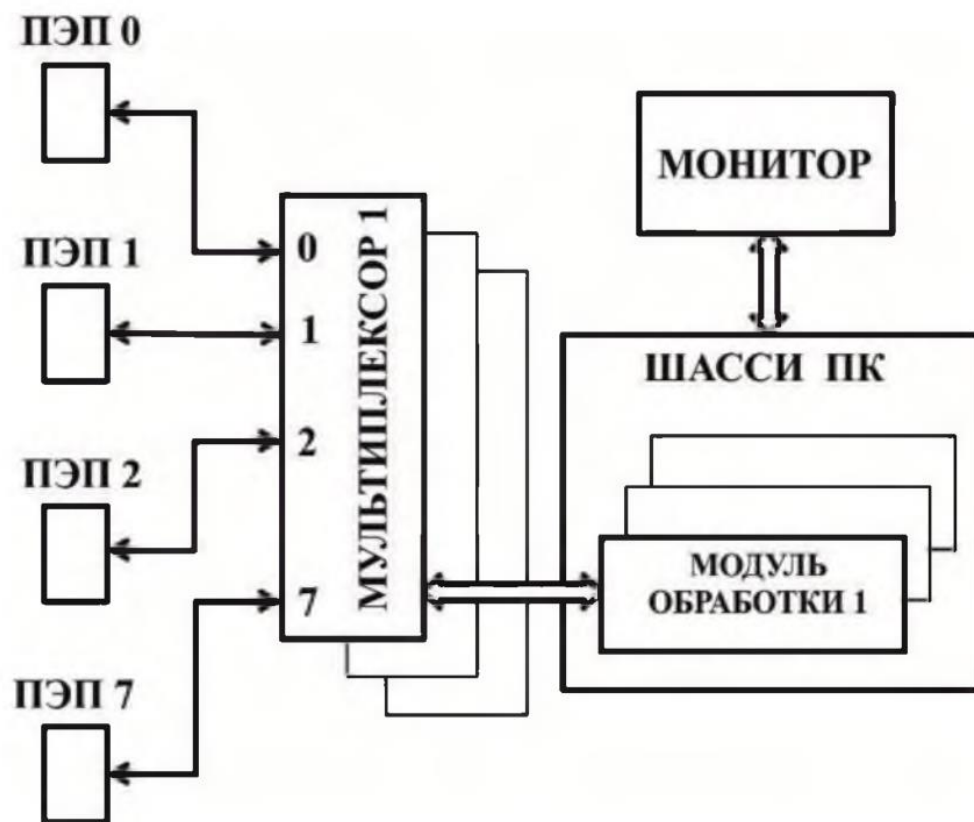 ПЭП 0
ПЭП 1
ПЭП 2
ПЭП 7
0
1
2
7
МУЛЬТИПЛЕКСОР 1
МОНИТОР
ШАССИ ПК
МОДУЛЬ
ОБРАБОТКИ 1